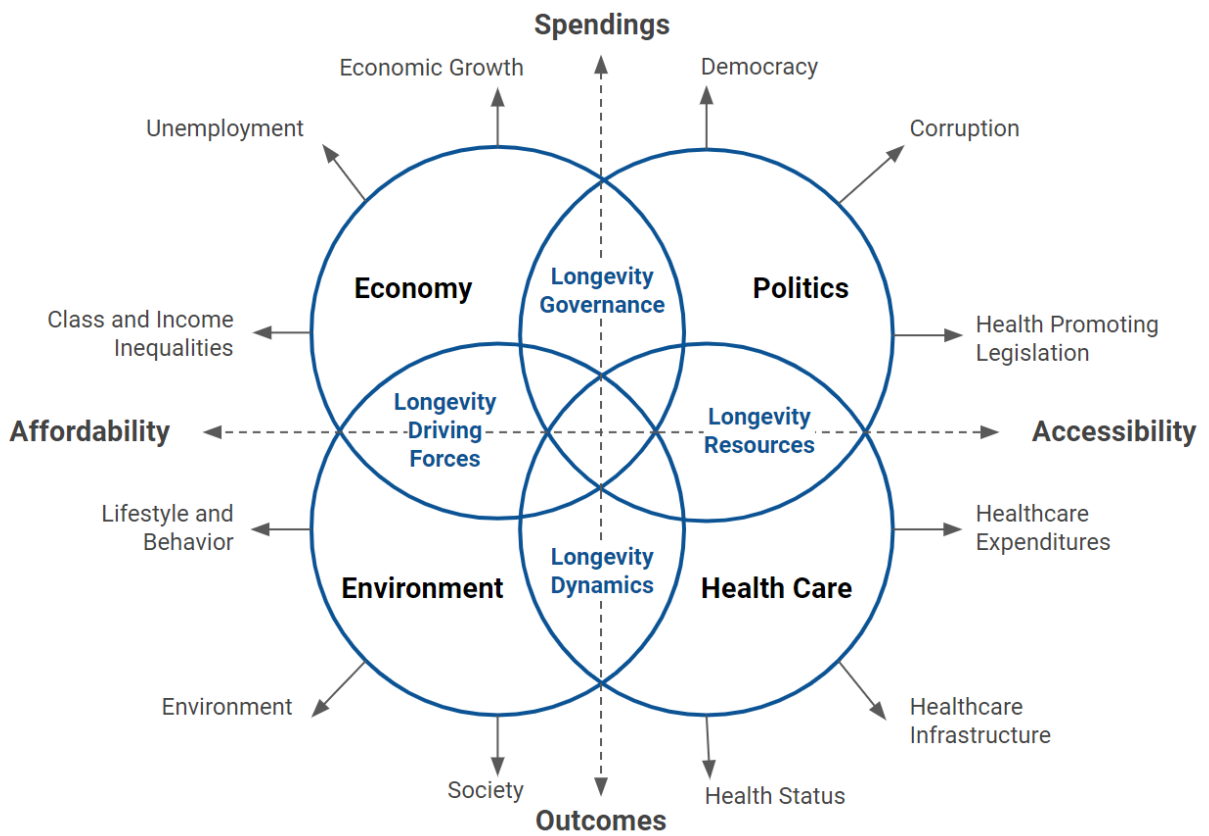 Spendings
Economic Growth
Democracy
Unemployment
Corruption
Longevity
Governance
Economy
Politics
Class and Income
Inequalities
Health Promoting
Legislation
Longevity
Driving
Forces
Longevity
Resources
Affordability
Accessibility
Lifestyle and
Behavior
Healthcare
Expenditures
Longevity
Dynamics
Environment
Health Care
Environment
Healthcare
Infrastructure
Society
Health Status
Outcomes